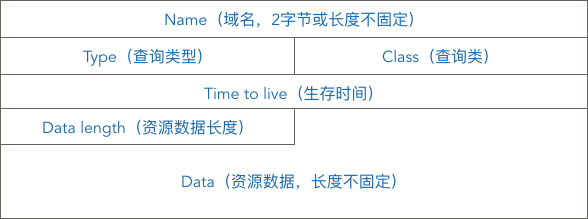 Name（域名，2字节或长度不固定）
Type（查询类型）
Class（查询类）
Time to live（生存时间）
Data length（资源数据长度）
Data（资源数据，长度不固定）